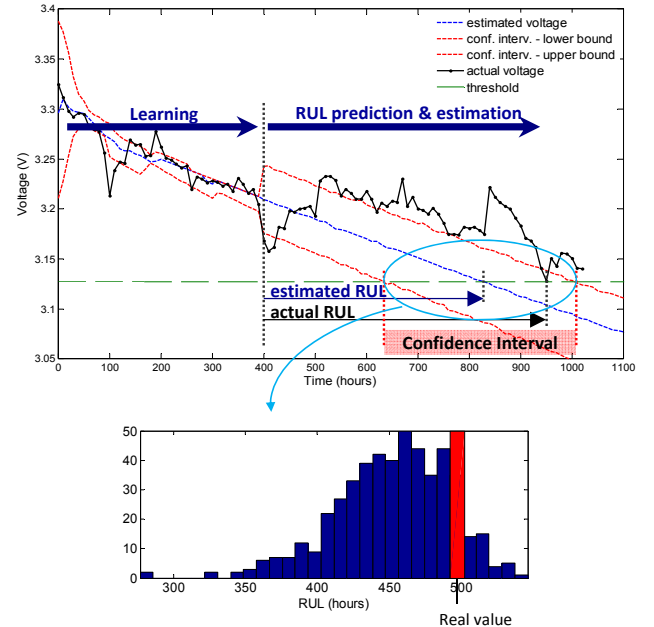 3.4
3.35
3.3
3.25
3.2
3.15
3.1
3.05
Voltage (V)
estimated voltage
conf. interv. - lower bound
conf. interv. - upper bound
actual voltage
threshold
Learning
RUL prediction & estimation
estimated RUL
actual RUL
Confidence Interval
0 100 200 300 400 500 600 700 800 900 1000 1100
Time (hours)
50
40
30
20
10
0
300 350 400 450 500
RUL (hours)
Real value